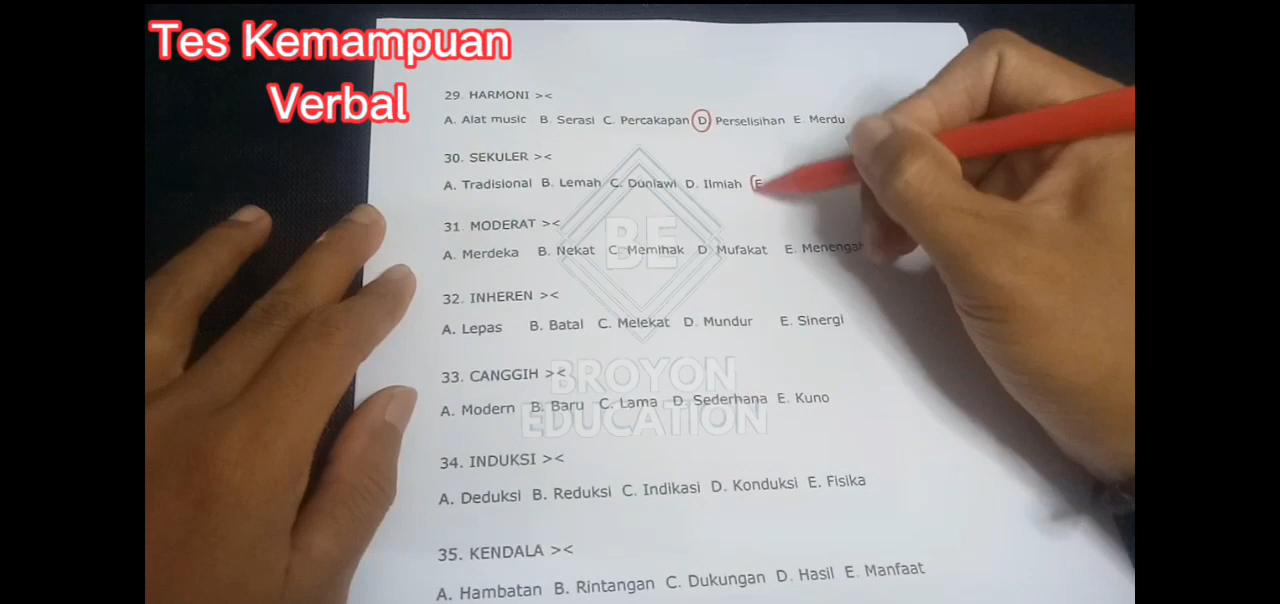 Tes Kemampuan
Verbal
29. HARMONI ><
A. Alat music B. Serasi C. Percakapan D Perselisihan E. Merdu
30. SEKULER ><
A. Tradisional B. Lemah C. Duniawi D. Ilmiah E
31. MODERAT ><
A. Merdeka B. Nekat C. Memihak D Mufakat E. Menengah
32. INHEREN ><
A. Lepas B. Batal C. Melekat D. Mundur E. Sinergi
33. CANGGIH ><
A. Modern B. Baru C. Lama D. Sederhana E. Kuno
34. INDUKSI ><
A. Deduksi B. Reduksi C. Indikasi D. Konduksi E. Fisika
35. KENDALA ><
A. Hambatan B. Rintangan C. Dukungan D. Hasil E. Manfaat
BE
BROYON
EDUCATION